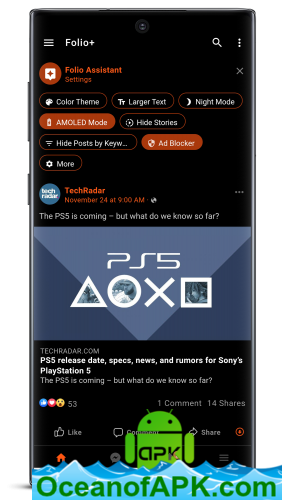 Folio+
Folio Assistant
Settings
Color Theme
Larger Text
Night Mode
AMOLED Mode
Hide Stories
Hide Posts by Keyw...
Ad Blocker
More
tech
radar
TechRadar
November 24 at 9:00 AM
The PS5 is coming – but what do we know so far?
PS5
TECHRADAR.COM
PS5 release date, specs, news, and rumors for Sony's
PlayStation 5
The PS5 is coming – but what do we know so far?
53
1 Comment
14 Shares
Like
Comment
Share
apk
OceanofAPK.com